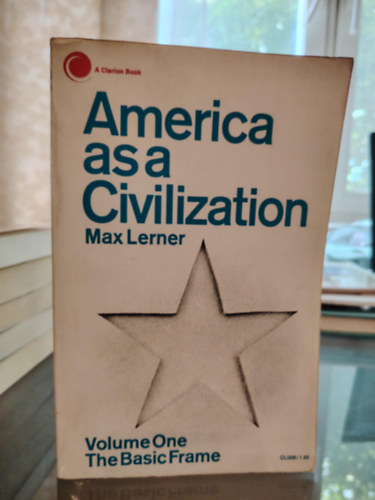 A Clarion Book
America
as a
Civilization
Max Lerner
Volume One
The Basic Frame